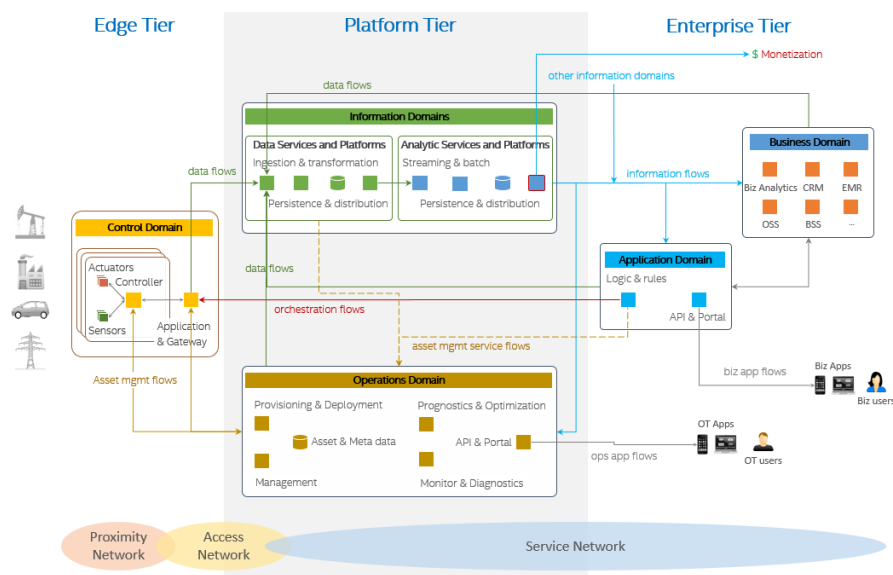 Edge Tier
Platform Tier
Enterprise Tier
$ Monetization
other information domains
data flows
Information Domains
Data Services and Platforms
Ingestion & transformation
Persistence & distribution
Analytic Services and Platforms
Streaming & batch
Persistence & distribution
Business Domain
Biz Analytics
CRM
EMR
OSS
BSS
...
information flows
data flows
Control Domain
Actuators
Controller
Sensors
Application
& Gateway
data flows
Application Domain
Logic & rules
API & Portal
orchestration flows
asset mgmt service flows
Asset mgmt flows
Operations Domain
Provisioning & Deployment
Prognostics & Optimization
Asset & Meta data
API & Portal
Management
Monitor & Diagnostics
biz app flows
Biz Apps
Biz users
OT Apps
ops app flows
OT users
Proximity
Network
Access
Network
Service Network